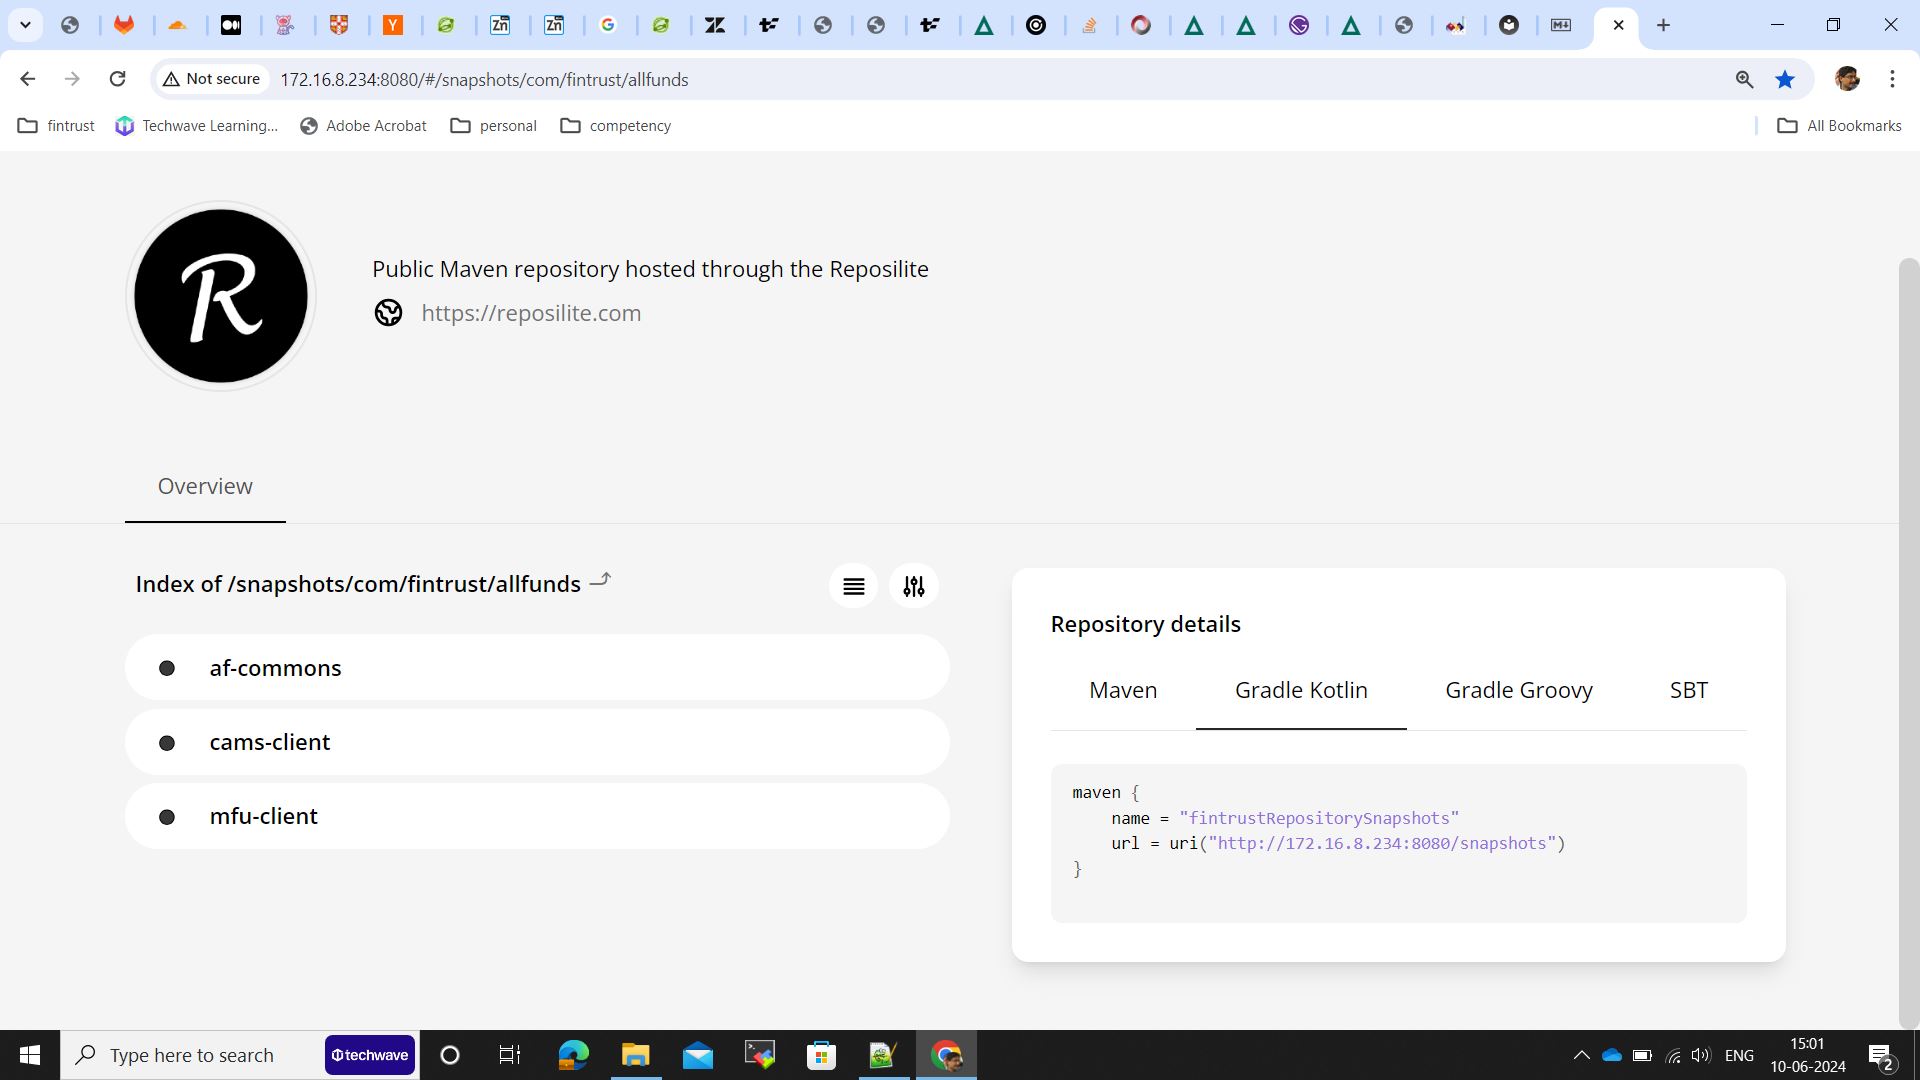 Not secure
172.16.8.234:8080/#/snapshots/com/fintrust/allfunds
fintrust
Techwave Learning...
Adobe Acrobat
personal
competency
All Bookmarks
R
Public Maven repository hosted through the Reposilite
https://reposilite.com
Overview
Index of /snapshots/com/fintrust/allfunds
af-commons
cams-client
mfu-client
Repository details
Maven
Gradle Kotlin
Gradle Groovy
SBT
maven {
    name = "fintrustRepositorySnapshots"
    url = uri("http://172.16.8.234:8080/snapshots")
}
Type here to search
techwave
ENG
15:01
10-06-2024
2